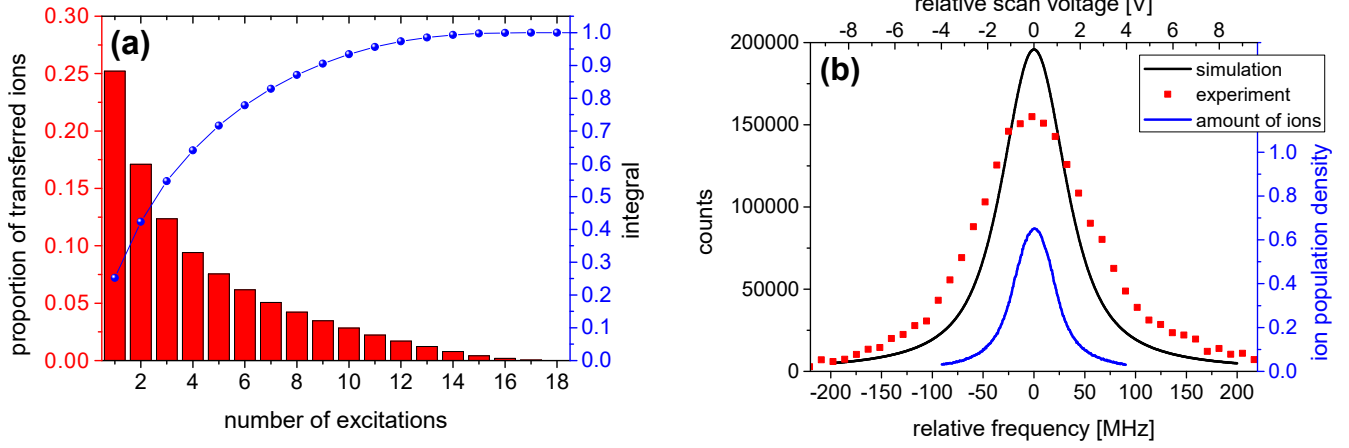 (a)
proportion of transferred ions
0.30
0.25
0.20
0.15
0.10
0.05
0.00
2 4 6 8 10 12 14 16 18
number of excitations
1.0
0.9
0.8
0.7
0.6
0.5
0.4
0.3
0.2
0.1
0.0
integral
relative scan voltage [V]
-8 -6 -4 -2 0 2 4 6 8
(b)
counts
200000
150000
100000
50000
0
simulation
experiment
amount of ions
-200 -150 -100 -50 0 50 100 150 200
relative frequency [MHz]
1.0
0.8
0.6
0.4
0.2
0.0
ion population density